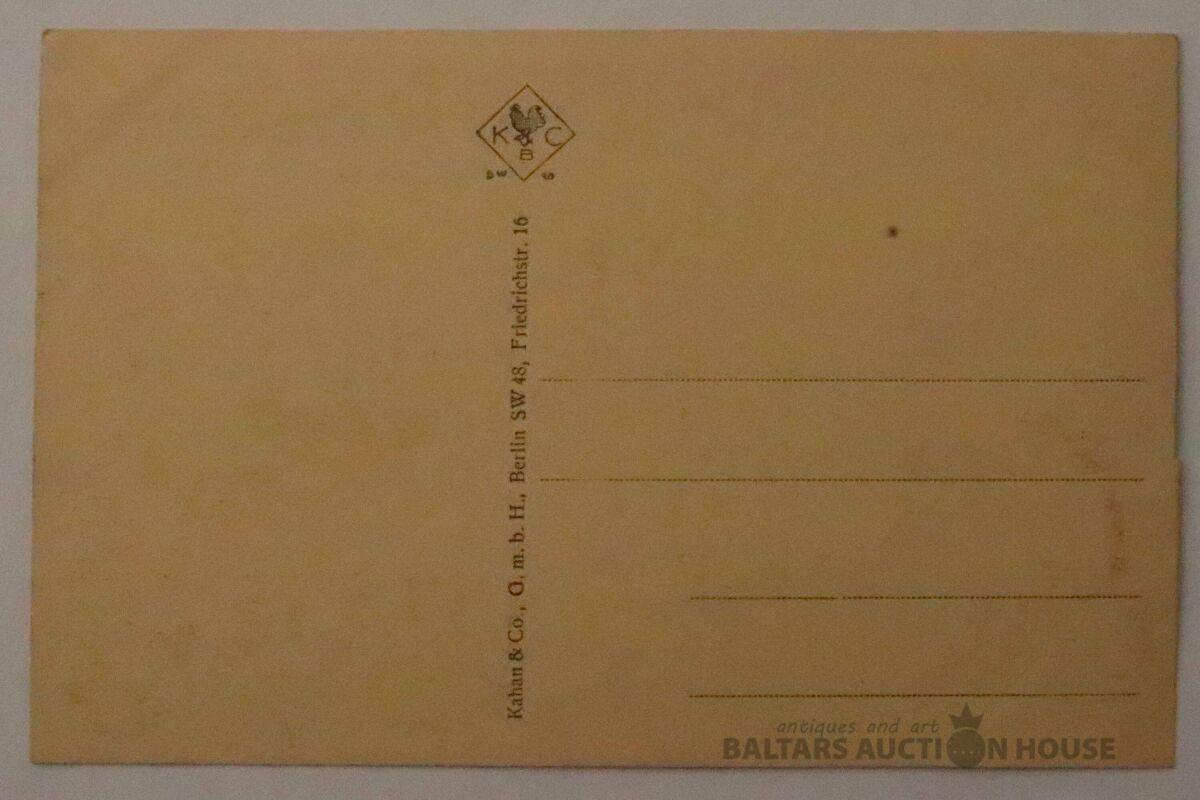 K & C
B
Kahan & Co., G. m. b. H., Berlin SW 48, Friedrichstr. 16
antiques and art
BALTARS AUCTION HOUSE